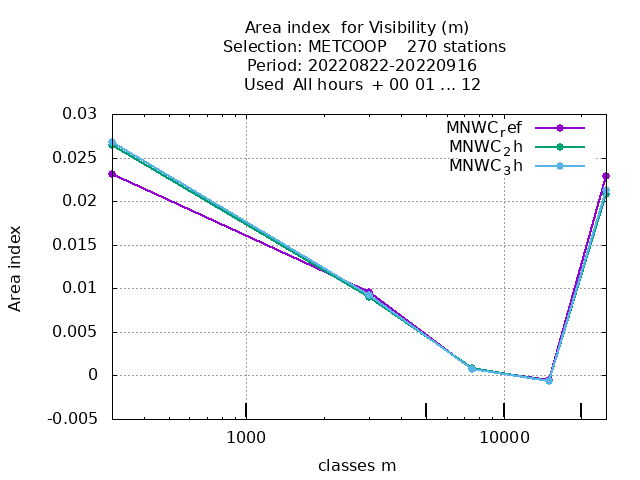 Area index  for Visibility (m)
Selection: METCOOP    270 stations
Period: 20220822-20220916
Used  All hours  + 00 01 ... 12
MNWC_ref
MNWC_2h
MNWC_3h
0.03
0.025
0.02
0.015
0.01
0.005
0
-0.005
Area index
1000
10000
classes m